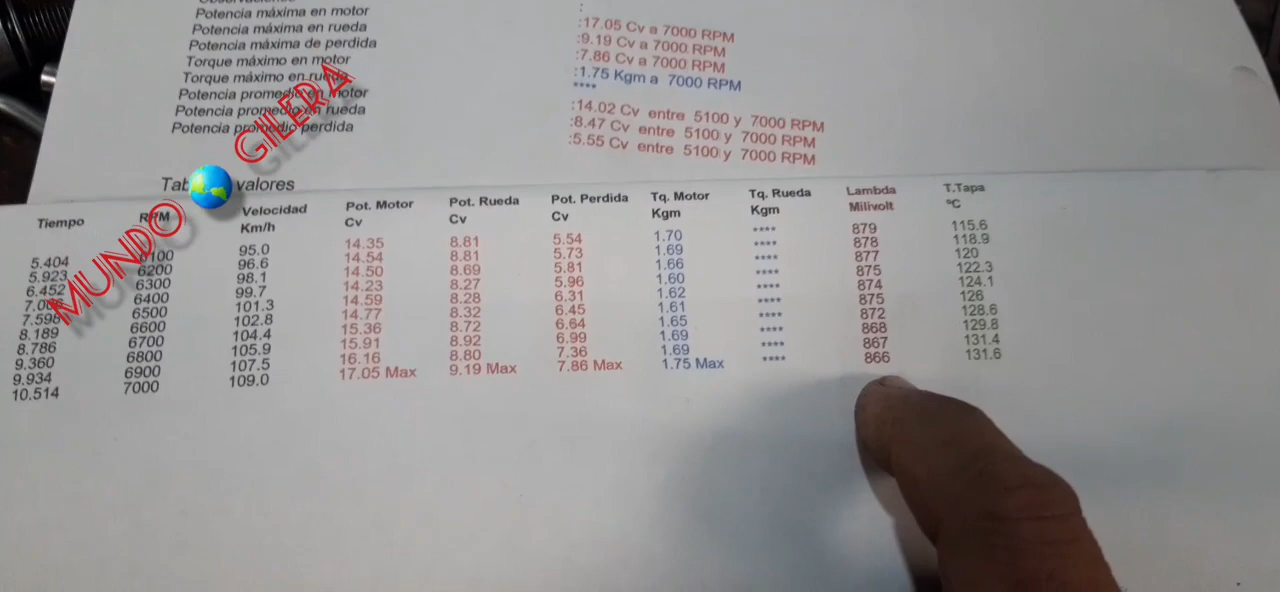 Potencia máxima en motor :17.05 Cv a 7000 RPM
Potencia máxima en rueda :9.19 Cv a 7000 RPM
Potencia máxima de perdida :7.86 Cv a 7000 RPM
Torque máximo en motor :1.75 Kgm a 7000 RPM
Torque máximo en rueda ****
Potencia promedio en motor :14.02 Cv entre 5100 y 7000 RPM
Potencia promedio en rueda :8.47 Cv entre 5100 y 7000 RPM
Potencia promedio perdida :5.55 Cv entre 5100 y 7000 RPM
MUNDO GILERA
valores
Tiempo RPM Velocidad Pot. Motor Pot. Rueda Pot. Perdida Tq. Motor Tq. Rueda Lambda T.Tapa
Km/h Cv Cv Cv Kgm Kgm Milivolt ºC
5.404 95.0 14.35 8.81 5.54 1.70 **** 879 115.6
5.923 6200 96.6 14.54 8.81 5.73 1.69 **** 878 118.9
6.452 6300 98.1 14.50 8.69 5.81 1.66 **** 877 120
6400 99.7 14.23 8.27 5.96 1.60 **** 875 122.3
7.598 6500 101.3 14.59 8.28 6.31 1.62 **** 874 124.1
8.189 6600 102.8 14.77 8.32 6.45 1.61 **** 875 126
8.786 6700 104.4 15.36 8.72 6.64 1.65 **** 872 128.6
9.360 6800 105.9 15.91 8.92 6.99 1.69 **** 868 129.8
9.934 6900 107.5 16.16 8.80 7.36 1.69 **** 867 131.4
10.514 7000 109.0 17.05 Max 9.19 Max 7.86 Max 1.75 Max **** 866 131.6